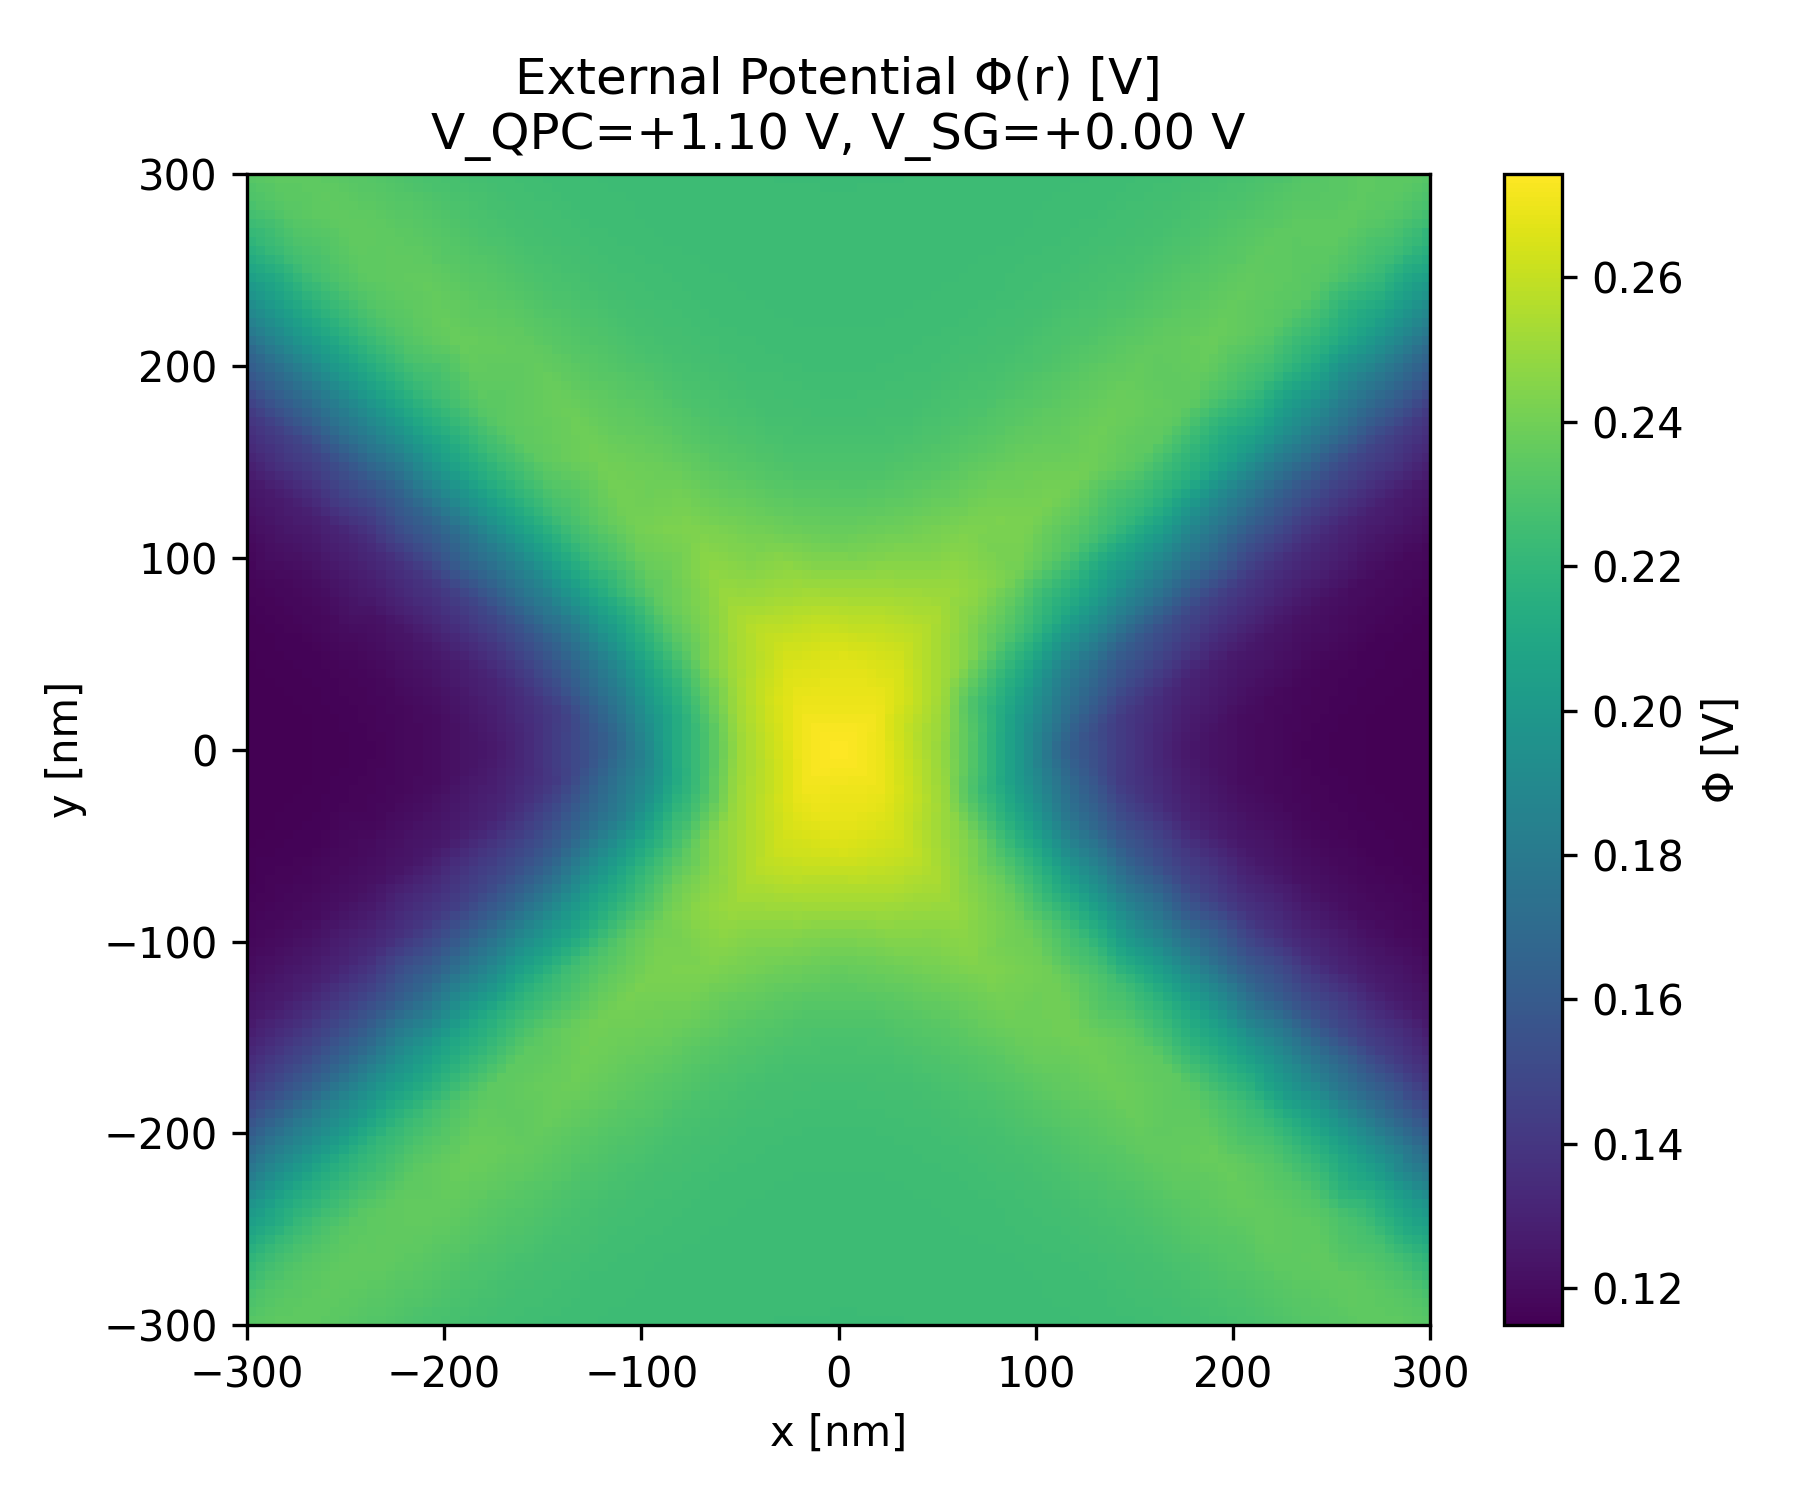 External Potential Φ(r) [V]
V_QPC=+1.10 V, V_SG=+0.00 V
300
200
100
0
−100
−200
−300
y [nm]
−300 −200 −100 0 100 200 300
x [nm]
0.26
0.24
0.22
0.20
0.18
0.16
0.14
0.12
Φ [V]